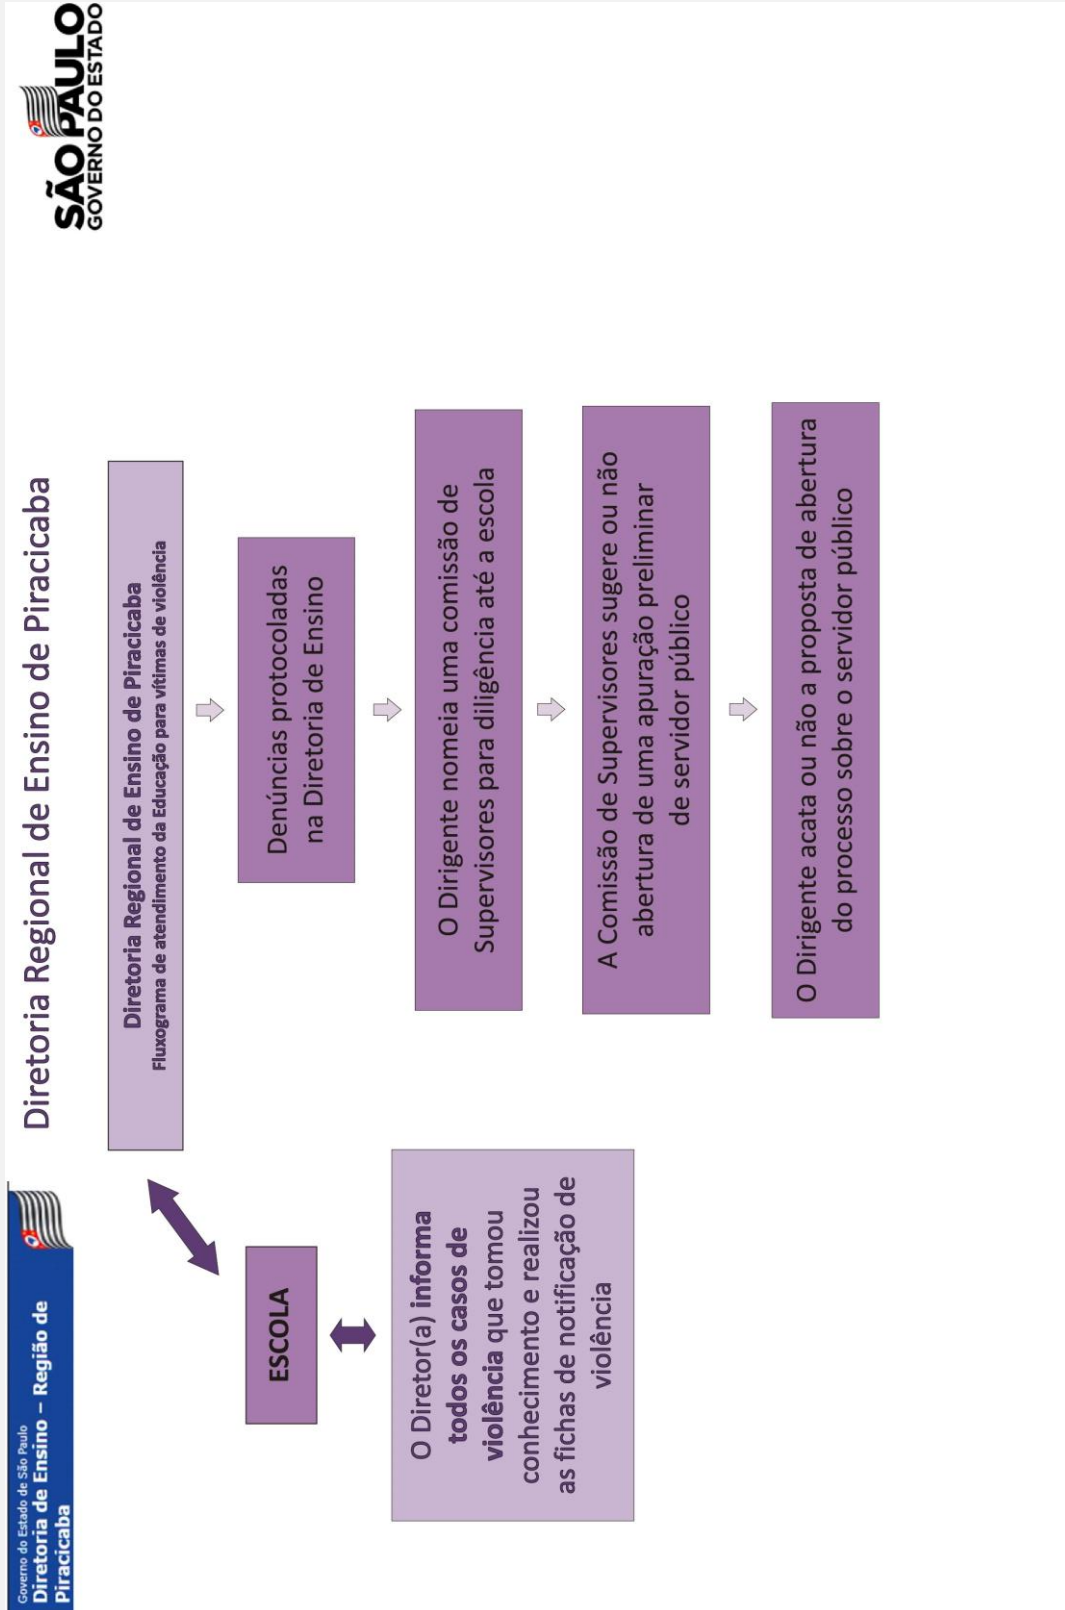 Governo do Estado de São Paulo
Diretoria de Ensino – Região de
Piracicaba
Diretoria Regional de Ensino de Piracicaba
SÃO PAULO
GOVERNO DO ESTADO
Diretoria Regional de Ensino de Piracicaba
Fluxograma de atendimento da Educação para vítimas de violência
ESCOLA
O Diretor(a) informa
todos os casos de
violência que tomou
conhecimento e realizou
as fichas de notificação de
violência
Denúncias protocoladas
na Diretoria de Ensino
O Dirigente nomeia uma comissão de
Supervisores para diligência até a escola
A Comissão de Supervisores sugere ou não
abertura de uma apuração preliminar
de servidor público
O Dirigente acata ou não a proposta de abertura
do processo sobre o servidor público